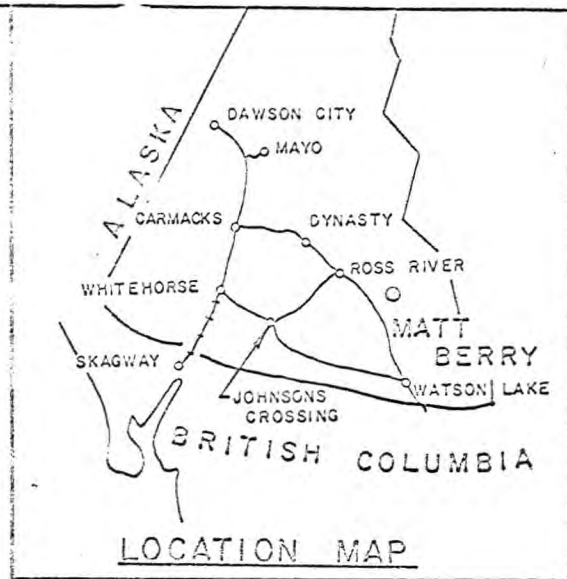 DAWSON CITY
MAYO
ALASKA
CARMACKS
DYNASTY
ROSS RIVER
WHITEHORSE
MATT
BERRY
SKAGWAY
WATSON LAKE
JOHNSONS
CROSSING
BRITISH COLUMBIA
LOCATION MAP